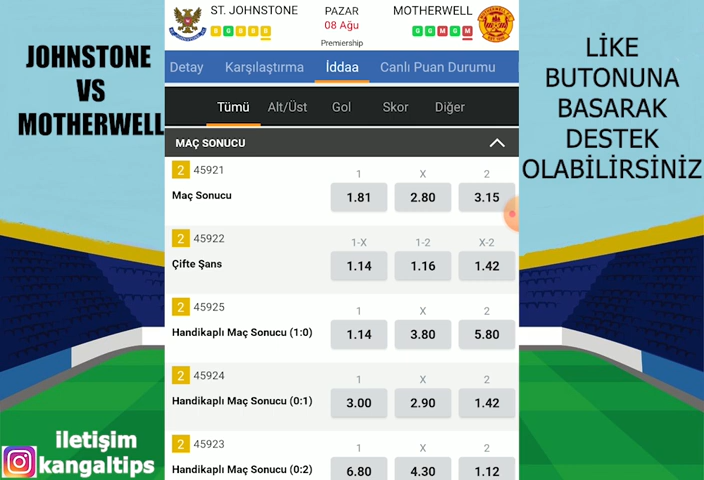 JOHNSTONE
VS
MOTHERWELL
ST. JOHNSTONE
PAZAR
08 Ağu
Premiership
MOTHERWELL
B G B B B
G G M G M
Detay Karşılaştırma İddaa Canlı Puan Durumu
Tümü Alt/Üst Gol Skor Diğer
MAÇ SONUCU
2 45921
Maç Sonucu
1 X 2
1.81 2.80 3.15
2 45922
Çifte Şans
1-X 1-2 X-2
1.14 1.16 1.42
2 45925
Handikaplı Maç Sonucu (1:0)
1 X 2
1.14 3.80 5.80
2 45924
Handikaplı Maç Sonucu (0:1)
1 X 2
3.00 2.90 1.42
2 45923
Handikaplı Maç Sonucu (0:2)
1 X 2
6.80 4.30 1.12
LİKE
BUTONUNA
BASARAK
DESTEK
OLABİLİRSİNİZ
iletişim
kangaltips